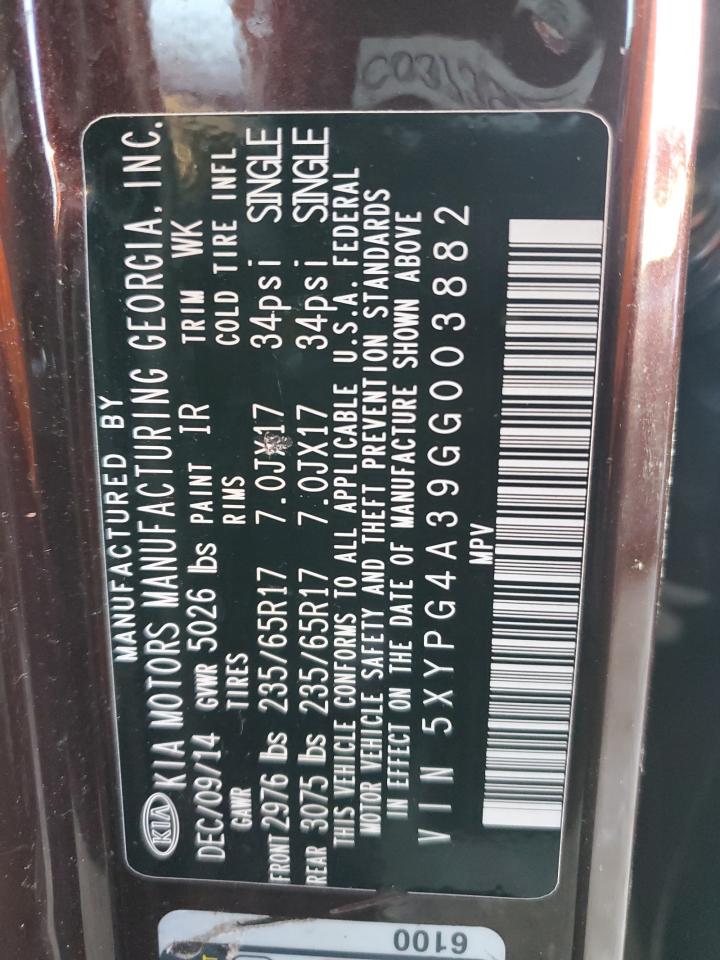 MANUFACTURED BY
KIA KIA MOTORS MANUFACTURING GEORGIA, INC.
DEC/09/14 GVWR 5026 lbs PAINT IR TRIM WK
GAWR TIRES RIMS COLD TIRE INFL
FRONT 2976 lbs 235/65R17 7.0JX17 34psi SINGLE
REAR 3075 lbs 235/65R17 7.0JX17 34psi SINGLE
THIS VEHICLE CONFORMS TO ALL APPLICABLE U.S.A. FEDERAL
MOTOR VEHICLE SAFETY AND THEFT PREVENTION STANDARDS
IN EFFECT ON THE DATE OF MANUFACTURE SHOWN ABOVE
VIN 5XYPG4A39GG003882
MPV
6100